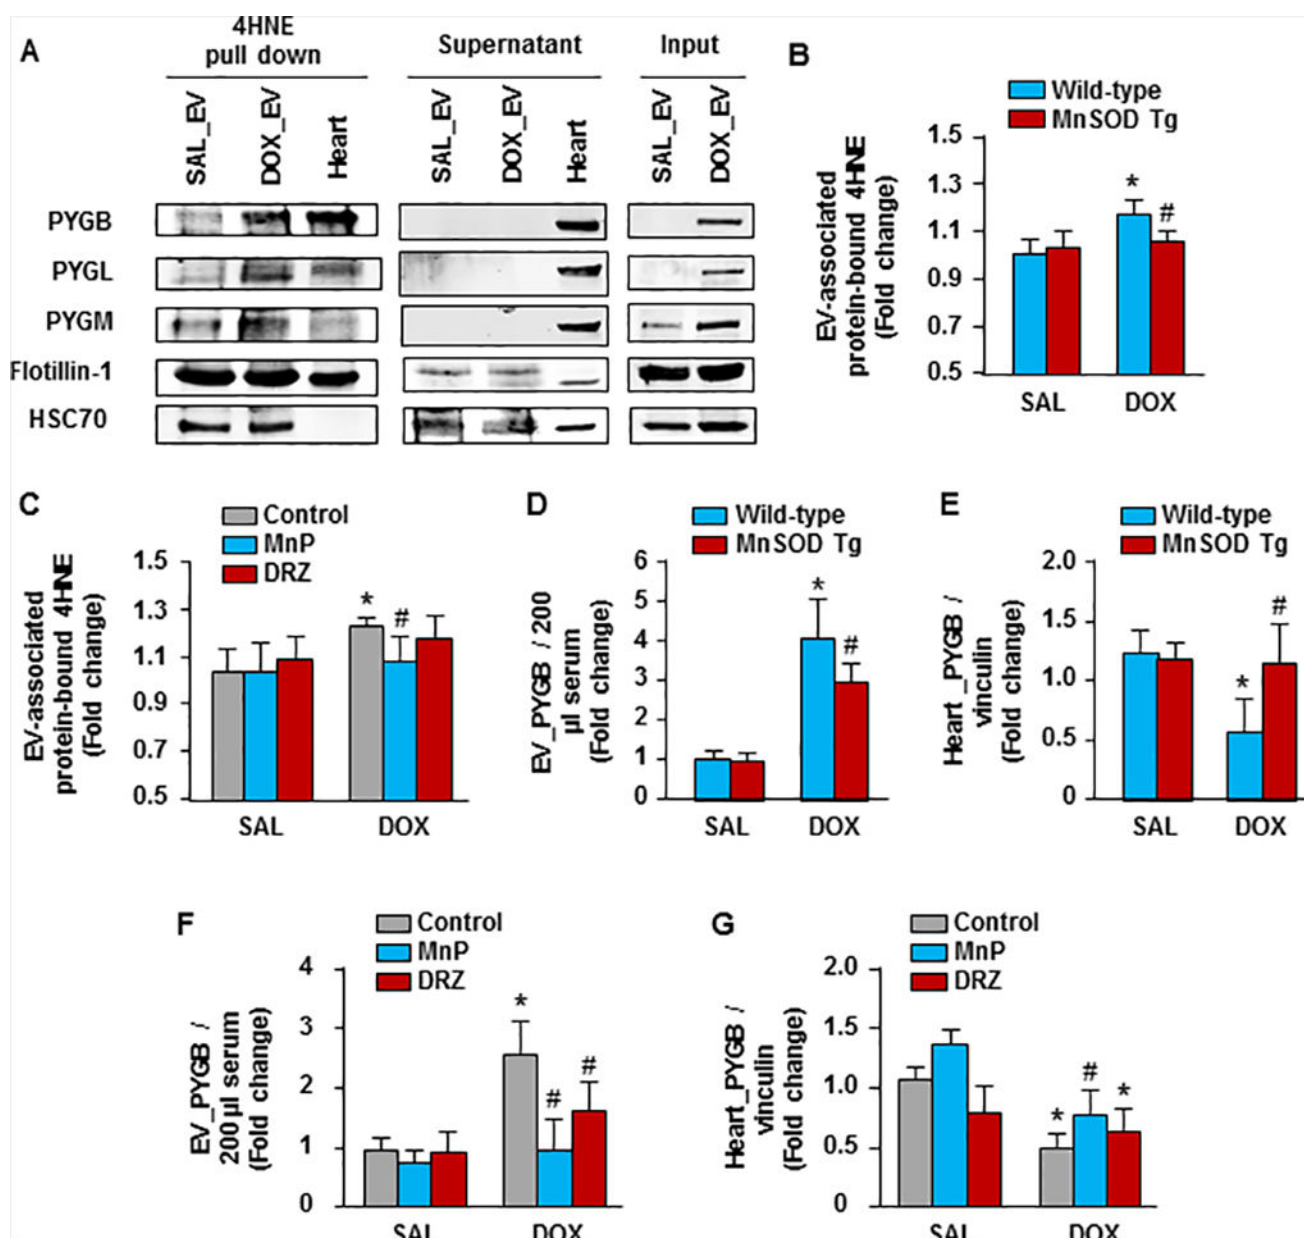 A
4HNE
pull down
Supernatant
Input
SAL_EV
DOX_EV
Heart
SAL_EV
DOX_EV
Heart
SAL_EV
DOX_EV
PYGB
PYGL
PYGM
Flotillin-1
HSC70
B
Wild-type
MnSOD Tg
EV-associated
protein-bound 4HNE
(Fold change)
1.5
1.3
1.1
0.9
0.7
0.5
*
#
SAL
DOX
C
Control
MnP
DRZ
EV-asssociated
protein-bound 4HNE
(Fold change)
1.5
1.3
1.1
0.9
0.7
0.5
*
#
SAL
DOX
D
Wild-type
MnSOD Tg
EV_PYGB / 200
µl serum
(Fold change)
6
5
4
3
2
1
0
*
#
SAL
DOX
E
Wild-type
MnSOD Tg
Heart_PYGB /
vinculin
(Fold change)
2.0
1.5
1.0
0.5
0
*
#
SAL
DOX
F
Control
MnP
DRZ
EV_PYGB /
200 µl serum
(Fold change)
4
3
2
1
0
*
#
#
SAL
DOX
G
Control
MnP
DRZ
Heart_PYGB /
vinculin
(Fold change)
2.0
1.5
1.0
0.5
0
*
#
*
SAL
DOX